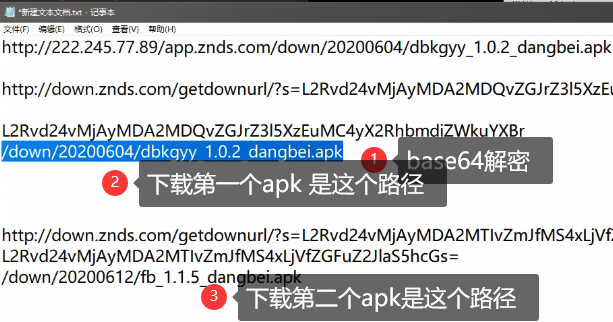 *新建文本文档.txt - 记事本
文件(F) 编辑(E) 格式(O) 查看(V) 帮助(H)
http://222.245.77.89/app.znds.com/down/20200604/dbkgyy_1.0.2_dangbei.apk
http://down.znds.com/getdownurl/?s=L2Rvd24vMjAyMDA2MDQvZGJrZ3l5XzEu
L2Rvd24vMjAyMDA2MDQvZGJrZ3l5XzEuMC4yX2RhbmdiZWkuYXBr
/down/20200604/dbkgyy_1.0.2_dangbei.apk
1 base64解密
2 下载第一个apk 是这个路径
http://down.znds.com/getdownurl/?s=L2Rvd24vMjAyMDA2MTIvZmJfMS4xLjVf
L2Rvd24vMjAyMDA2MTIvZmJfMS4xLjVfZGFuZ2JlaS5hcGs=
/down/20200612/fb_1.1.5_dangbei.apk
3 下载第二个apk是这个路径